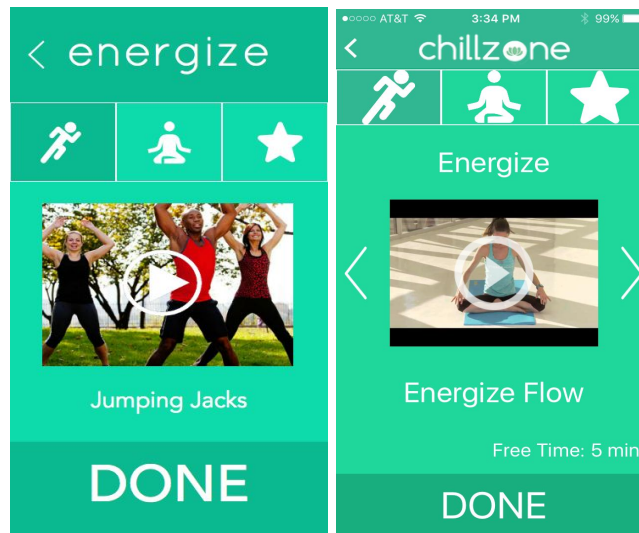 energize
Jumping Jacks
DONE
AT&T 3:34 PM 99%
chillzone
Energize
Energize Flow
Free Time: 5 min
DONE